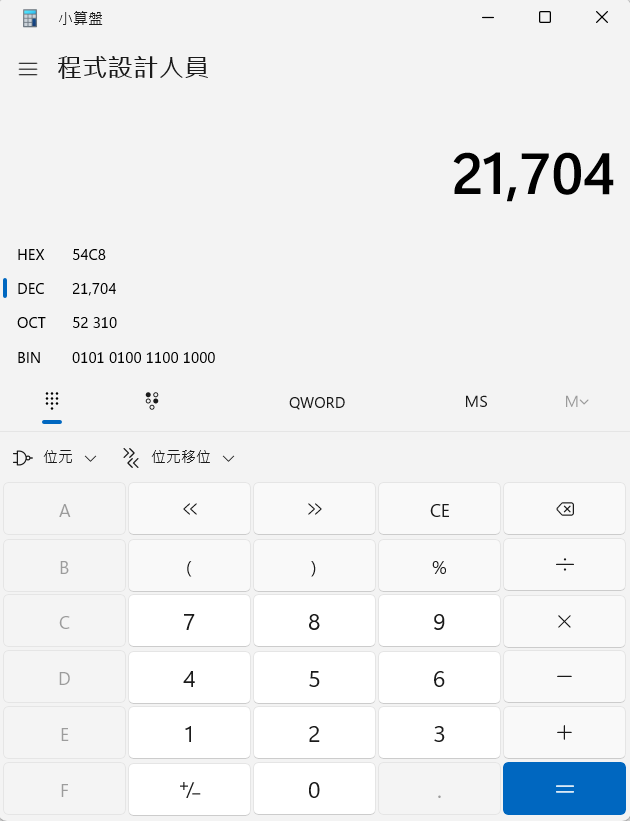 小算盤
程式設計人員
21,704
HEX 54C8
DEC 21,704
OCT 52 310
BIN 0101 0100 1100 1000
QWORD MS M
位元 位元移位
A « » CE
B ( ) % ÷
C 7 8 9 ×
D 4 5 6 −
E 1 2 3 +
F +/− 0 . =